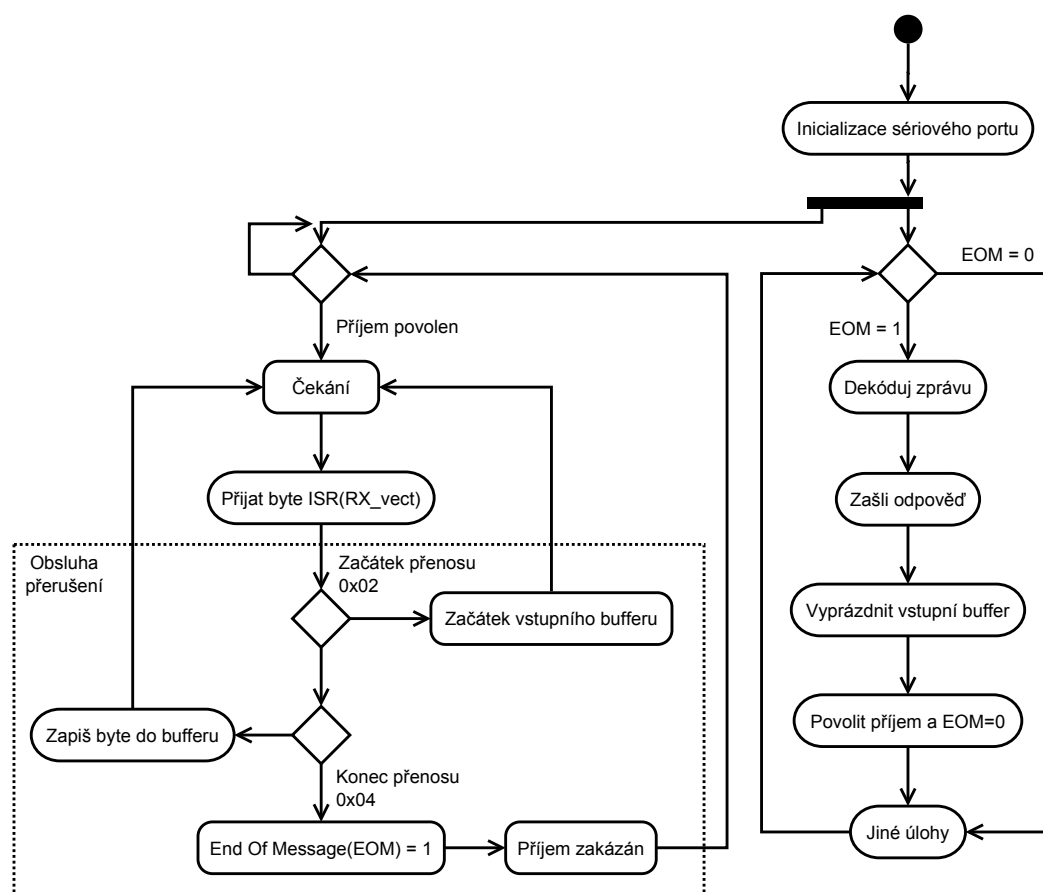 Inicializace sériového portu
EOM = 0
Příjem povolen
EOM = 1
Čekání
Dekóduj zprávu
Přijat byte ISR(RX_vect)
Zašli odpověď
Obsluha
přerušení
Začátek přenosu
0x02
Začátek vstupního bufferu
Vyprázdnit vstupní buffer
Zapiš byte do bufferu
Povolit příjem a EOM=0
Konec přenosu
0x04
End Of Message(EOM) = 1
Příjem zakázán
Jiné úlohy